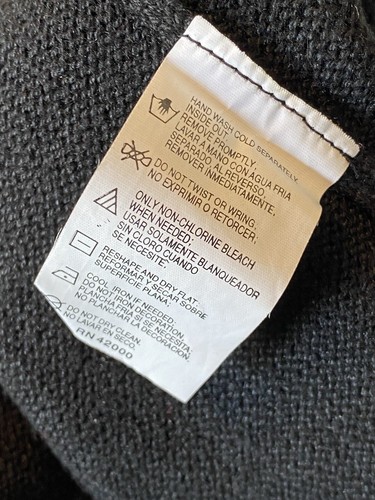 HAND WASH COLD SEPARATELY.
INSIDE OUT.
REMOVE PROMPTLY.
LAVAR A MANO CON AGUA FRIA
SEPARADO AL REVERSO.
REMOVER INMEDIATAMENTE.
DO NOT TWIST OR WRING.
NO EXPRIMIR O RETORCER.
ONLY NON-CHLORINE BLEACH
WHEN NEEDED:
USAR SOLAMENTE BLANQUEADOR
SIN CLORO CUANDO
SE NECESITE.
RESHAPE AND DRY FLAT.
REFORMAR Y SECAR SOBRE
SUPERFICIE PLANA:
COOL IRON IF NEEDED:
DO NOT IRON DECORATION.
PLANCHA FRIA SI SE NECESITA.
NO PLANCHAR LA DECORACION.
DO NOT DRY CLEAN.
NO LAVAR EN SECO.
RN 42000